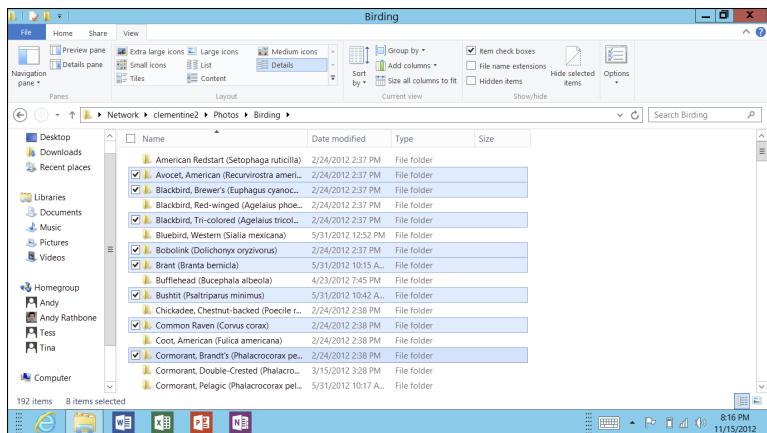 Birding
File Home Share View
Preview pane
Details pane
Navigation pane
Panes
Extra large icons Large icons Medium icons
Small icons List Details
Tiles Content
Layout
Sort by
Group by
Add columns
Size all columns to fit
Current view
Item check boxes
File name extensions
Hidden items
Hide selected items
Show/hide
Options
Network clementine2 Photos Birding
Search Birding
Desktop
Downloads
Recent places
Libraries
Documents
Music
Pictures
Videos
Homegroup
Andy
Andy Rathbone
Tess
Tina
Computer
Name Date modified Type Size
American Redstart (Setophaga ruticilla) 2/24/2012 2:37 PM File folder
Avocet, American (Recurvirostra ameri... 2/24/2012 2:37 PM File folder
Blackbird, Brewer's (Euphagus cyanoc... 2/24/2012 2:37 PM File folder
Blackbird, Red-winged (Agelaius phoe... 2/24/2012 2:37 PM File folder
Blackbird, Tri-colored (Agelaius tricol... 2/24/2012 2:37 PM File folder
Bluebird, Western (Sialia mexicana) 5/31/2012 12:52 PM File folder
Bobolink (Dolichonyx oryzivorus) 2/24/2012 2:37 PM File folder
Brant (Branta bernicla) 5/31/2012 10:15 A... File folder
Bufflehead (Bucephala albeola) 4/23/2012 7:45 PM File folder
Bushtit (Psaltriparus minimus) 5/31/2012 10:42 A... File folder
Chickadee, Chestnut-backed (Poecile r... 2/24/2012 2:38 PM File folder
Common Raven (Corvus corax) 2/24/2012 2:38 PM File folder
Coot, American (Fulica americana) 2/24/2012 2:38 PM File folder
Cormorant, Brandt's (Phalacrocorax pe... 2/24/2012 2:38 PM File folder
Cormorant, Double-Crested (Phalacro... 3/15/2012 3:28 PM File folder
Cormorant, Pelagic (Phalacrocorax pel... 5/31/2012 10:17 A... File folder
192 items 8 items selected
8:16 PM
11/15/2012